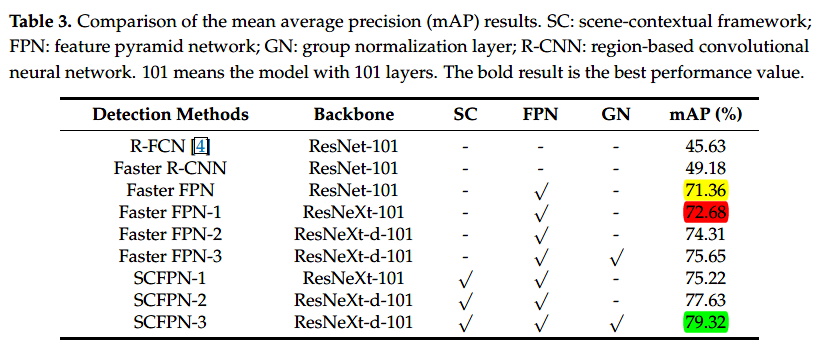 Table 3. Comparison of the mean average precision (mAP) results. SC: scene-contextual framework;
FPN: feature pyramid network; GN: group normalization layer; R-CNN: region-based convolutional
neural network. 101 means the model with 101 layers. The bold result is the best performance value.
Detection Methods Backbone SC FPN GN mAP (%)
R-FCN [4] ResNet-101 - - - 45.63
Faster R-CNN ResNet-101 - - - 49.18
Faster FPN ResNet-101 - √ - 71.36
Faster FPN-1 ResNeXt-101 - √ - 72.68
Faster FPN-2 ResNeXt-d-101 - √ - 74.31
Faster FPN-3 ResNeXt-d-101 - √ √ 75.65
SCFPN-1 ResNeXt-101 √ √ - 75.22
SCFPN-2 ResNeXt-d-101 √ √ - 77.63
SCFPN-3 ResNeXt-d-101 √ √ √ 79.32